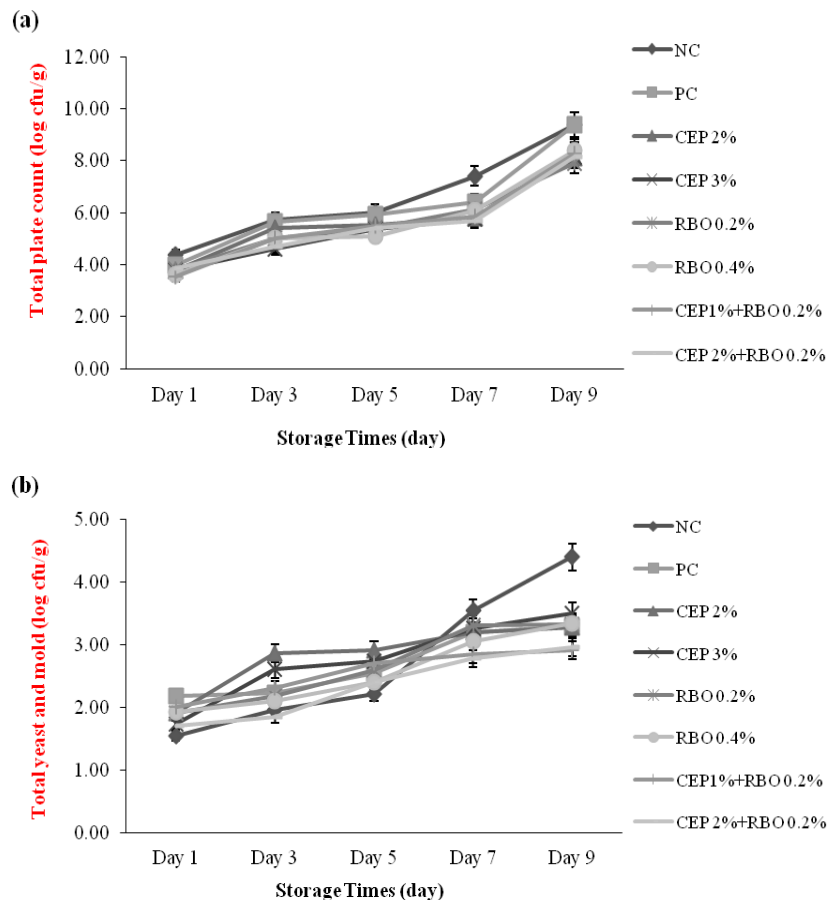 (a)
Total plate count (log cfu/g)
12.00
10.00
8.00
6.00
4.00
2.00
0.00
Day 1 Day 3 Day 5 Day 7 Day 9
Storage Times (day)
NC
PC
CEP 2%
CEP 3%
RBO 0.2%
RBO 0.4%
CEP1%+RBO 0.2%
CEP 2%+RBO 0.2%
(b)
Total yeast and mold (log cfu/g)
5.00
4.00
3.00
2.00
1.00
0.00
Day 1 Day 3 Day 5 Day 7 Day 9
Storage Times (day)
NC
PC
CEP 2%
CEP 3%
RBO 0.2%
RBO 0.4%
CEP1%+RBO 0.2%
CEP 2%+RBO 0.2%